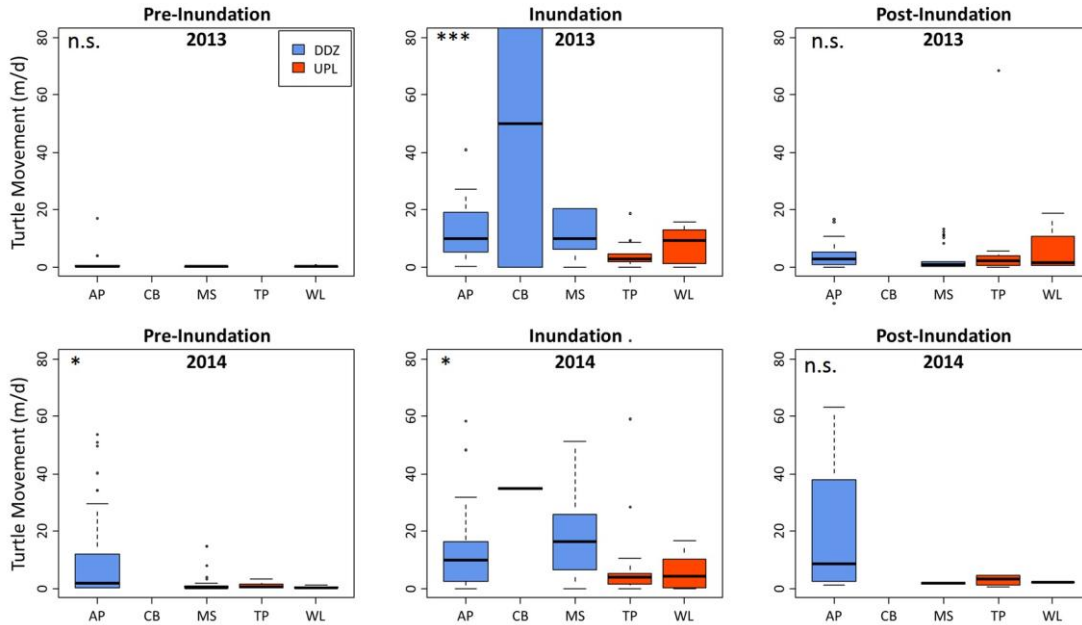 Pre-Inundation
n.s. 2013
DDZ
UPL
Turtle Movement (m/d)
80
60
40
20
0
AP CB MS TP WL
Inundation
*** 2013
80
60
40
20
0
AP CB MS TP WL
Post-Inundation
n.s. 2013
80
60
40
20
0
AP CB MS TP WL
Pre-Inundation
* 2014
Turtle Movement (m/d)
80
60
40
20
0
AP CB MS TP WL
Inundation .
* 2014
80
60
40
20
0
AP CB MS TP WL
Post-Inundation
n.s. 2014
80
60
40
20
0
AP CB MS TP WL